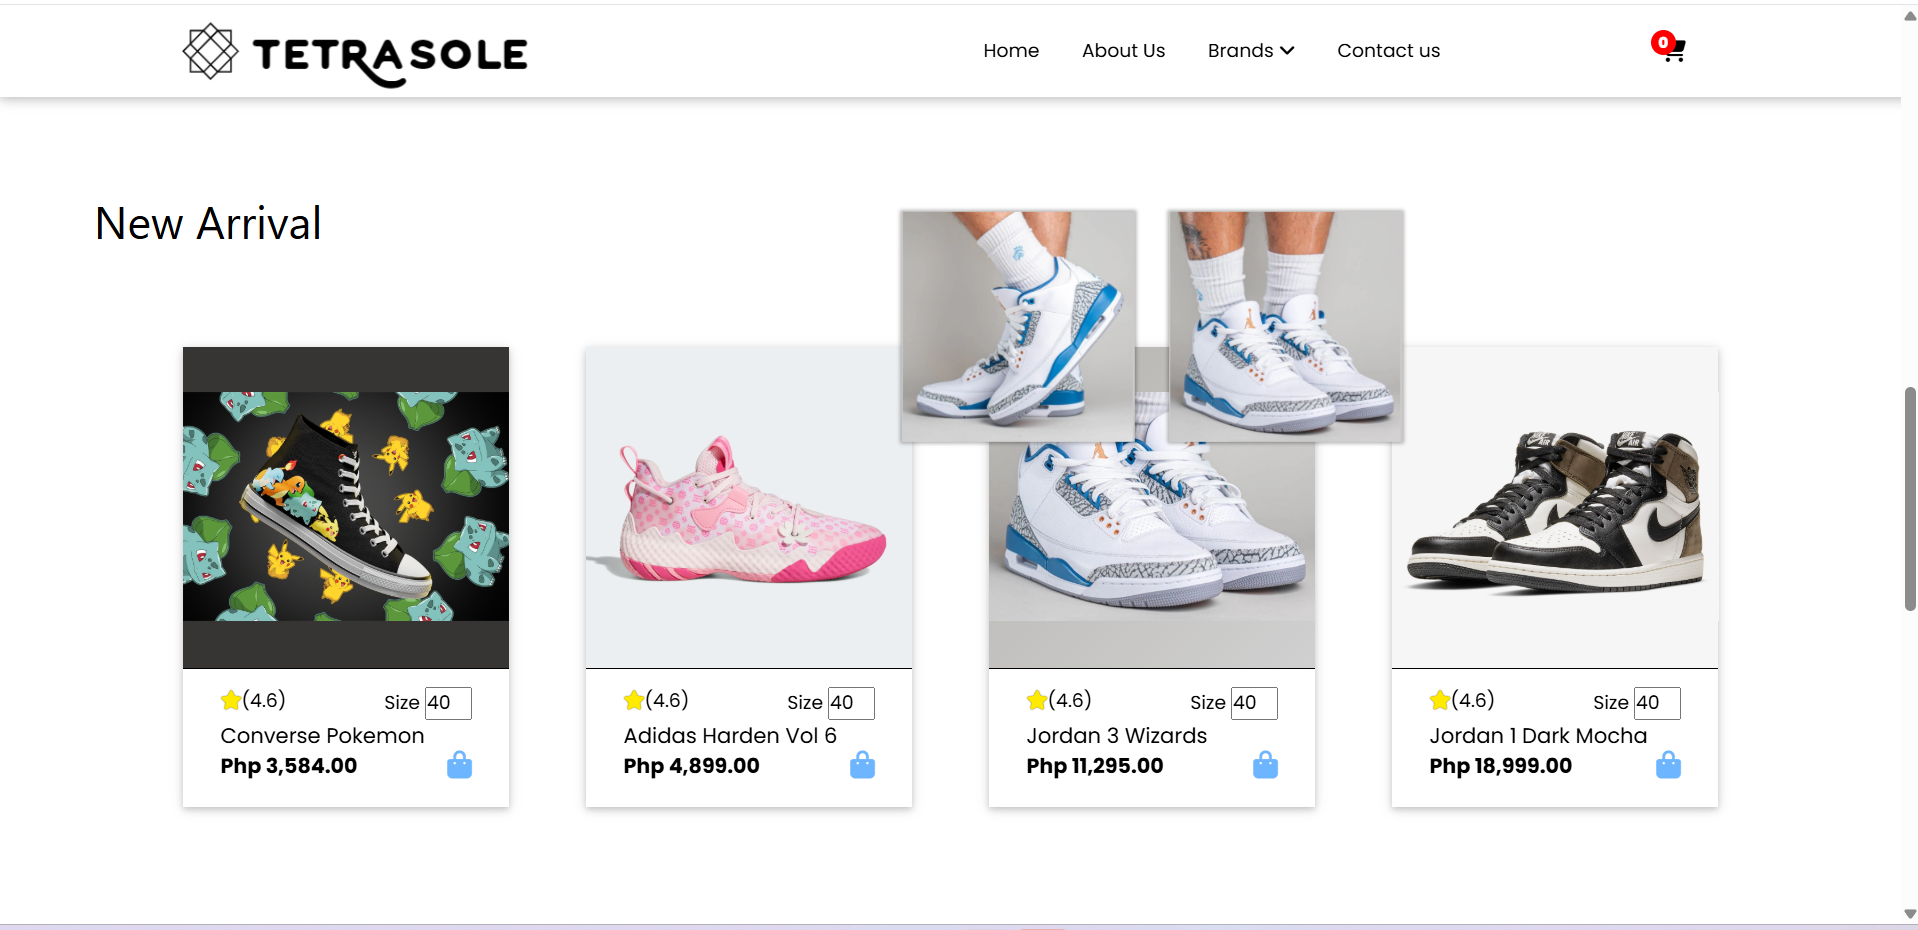 TETRASOLE
Home
About Us
Brands
Contact us
0
New Arrival
(4.6)
Size 40
Converse Pokemon
Php 3,584.00
(4.6)
Size 40
Adidas Harden Vol 6
Php 4,899.00
(4.6)
Size 40
Jordan 3 Wizards
Php 11,295.00
(4.6)
Size 40
Jordan 1 Dark Mocha
Php 18,999.00